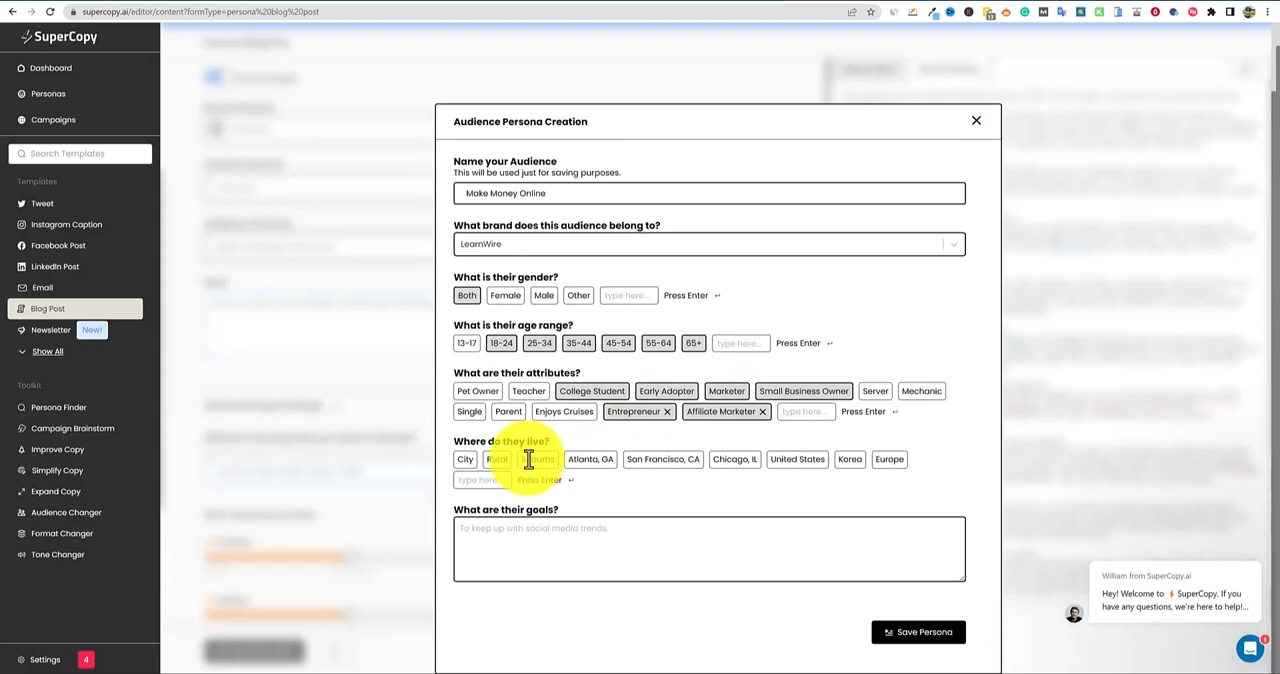 supercopy.ai/editor/content?formType=persona%20blog%20post
SuperCopy
Dashboard
Personas
Campaigns
Search Templates
Templates
Tweet
Instagram Caption
Facebook Post
LinkedIn Post
Email
Blog Post
Newsletter New!
Show All
Toolkit
Persona Finder
Campaign Brainstorm
Improve Copy
Simplify Copy
Expand Copy
Audience Changer
Format Changer
Tone Changer
Settings 4
Audience Persona Creation
Name your Audience
This will be used just for saving purposes.
Make Money Online
What brand does this audience belong to?
LearnWire
What is their gender?
Both Female Male Other type here... Press Enter
What is their age range?
13-17 18-24 25-34 35-44 45-54 55-64 65+ type here... Press Enter
What are their attributes?
Pet Owner Teacher College Student Early Adopter Marketer Small Business Owner Server Mechanic
Single Parent Enjoys Cruises Entrepreneur Affiliate Marketer type here... Press Enter
Where do they live?
City Rural Suburbs Atlanta, GA San Francisco, CA Chicago, IL United States Korea Europe
type here... Press Enter
What are their goals?
To keep up with social media trends.
Save Persona
William from SuperCopy.ai
Hey! Welcome to ⚡ SuperCopy. If you
have any questions, we're here to help!...
1